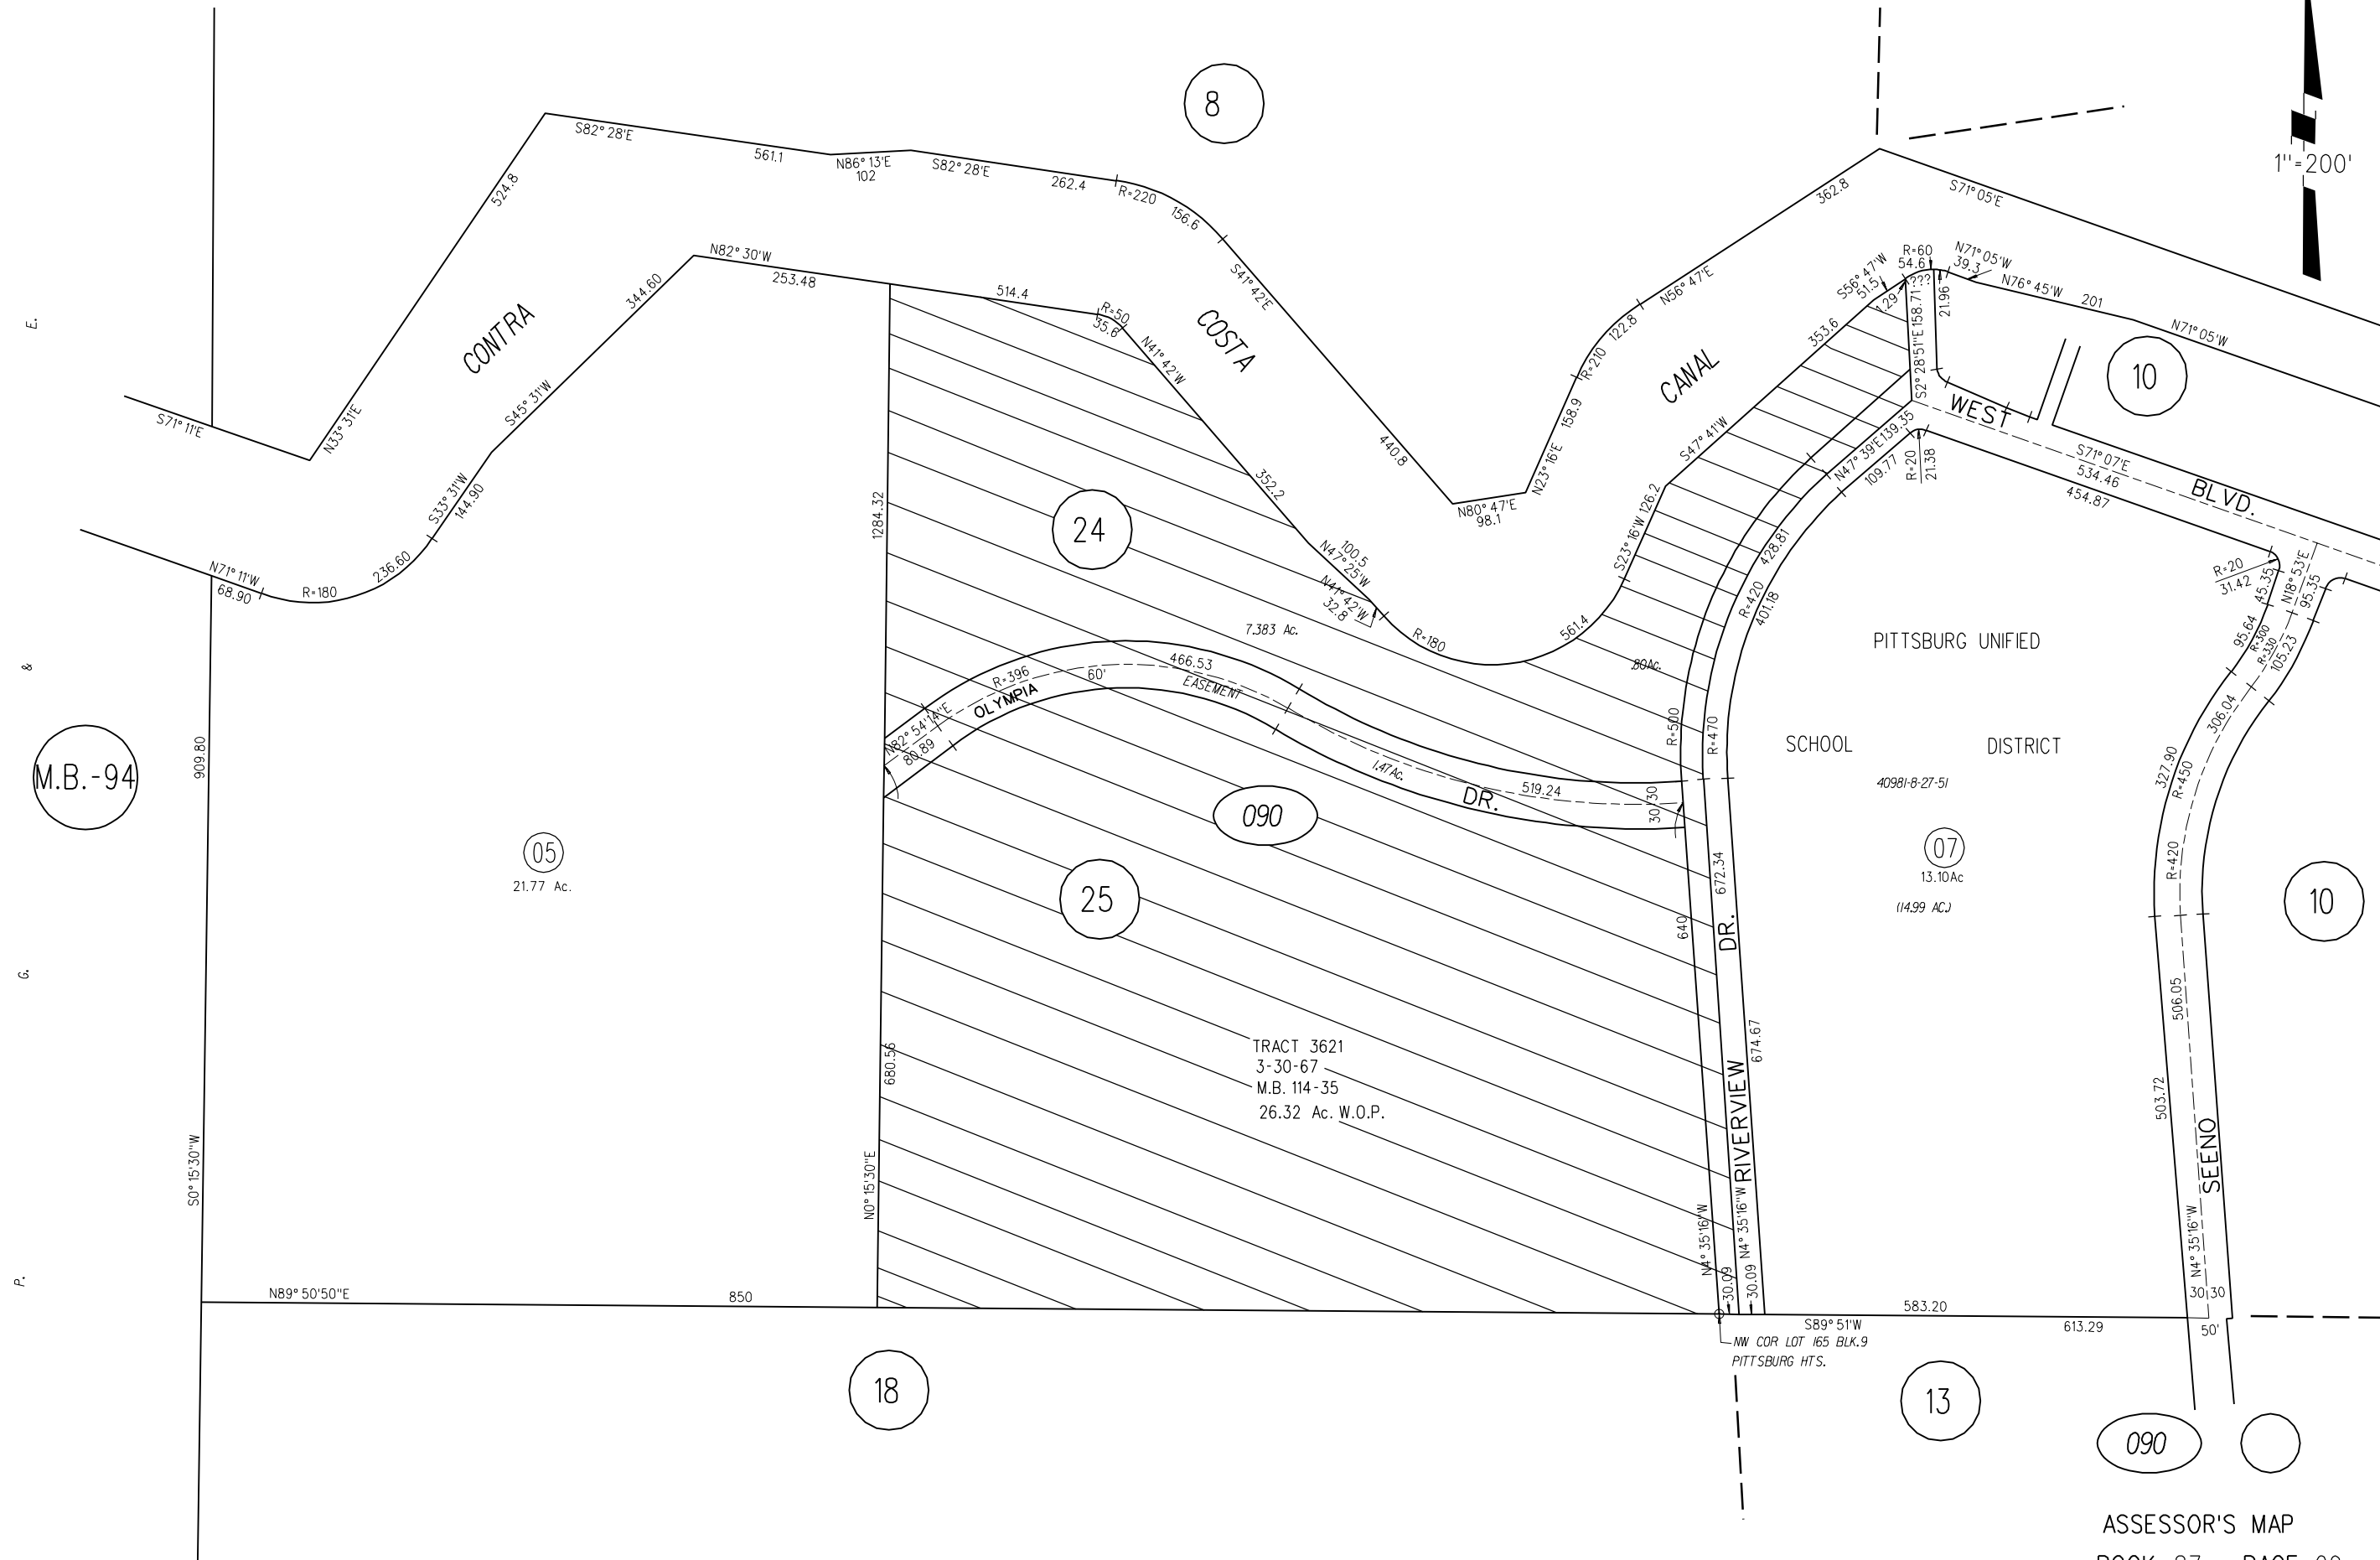 8
1"=200'
S82° 28'E
561.1
N86° 13'E
102
S82° 28'E
262.4
R=220
156.6
524.8
N33° 31'E
S71° 11'E
CONTRA
COSTA
CANAL
S41° 42'E
440.8
N80° 47'E
98.1
N23° 16'E
158.9
R=210
122.8
N56° 47'E
362.8
S71° 05'E
N82° 30'W
253.48
514.4
R=50
35.6
N41° 42'W
352.2
100.5
N47° 25'W
N41° 42'W
32.8
R=180
561.4
S23° 16'W 126.2
S47° 41'W
353.6
S56° 47'W
51.5
1.29
R=60
54.6
???
S2° 28'51"E 158.71
21.96
N71° 05'W
39.3
N76° 45'W
201
N71° 05'W
10
344.60
S45° 31'W
S33° 31'W
144.90
236.60
R=180
N71° 11'W
68.90
E.
&
G.
P.
M.B.-94
909.80
S0° 15'30"W
05
21.77 Ac.
1284.32
24
7.383 Ac.
.80Ac.
466.53
R=396
60'
EASEMENT
OLYMPIA
DR.
N82° 54'14"E
80.89
1.47Ac.
519.24
30
30
090
25
TRACT 3621
3-30-67
M.B. 114-35
26.32 Ac. W.O.P.
680.56
N0° 15'30"E
R=500
R=470
R=420
428.81
401.18
N47° 39'E 139.35
109.77
R=20
21.38
WEST
BLVD.
S71° 07'E
534.46
454.87
R=20
31.42
45.35
N18° 53'E
95.35
95.64
R=300
R=330
105.23
306.04
327.90
R=450
R=420
PITTSBURG UNIFIED
SCHOOL DISTRICT
40981-8-27-51
07
13.10Ac
(14.99 AC.)
10
640
672.34
674.67
RIVERVIEW DR.
N4° 35'16"W
N4° 35'16"W
30.09
30.09
506.05
503.72
SEENO
N4° 35'16"W
30
30
50'
N89° 50'50"E
850
583.20
S89° 51'W
613.29
NW COR LOT 165 BLK.9
PITTSBURG HTS.
18
13
090
ASSESSOR'S MAP